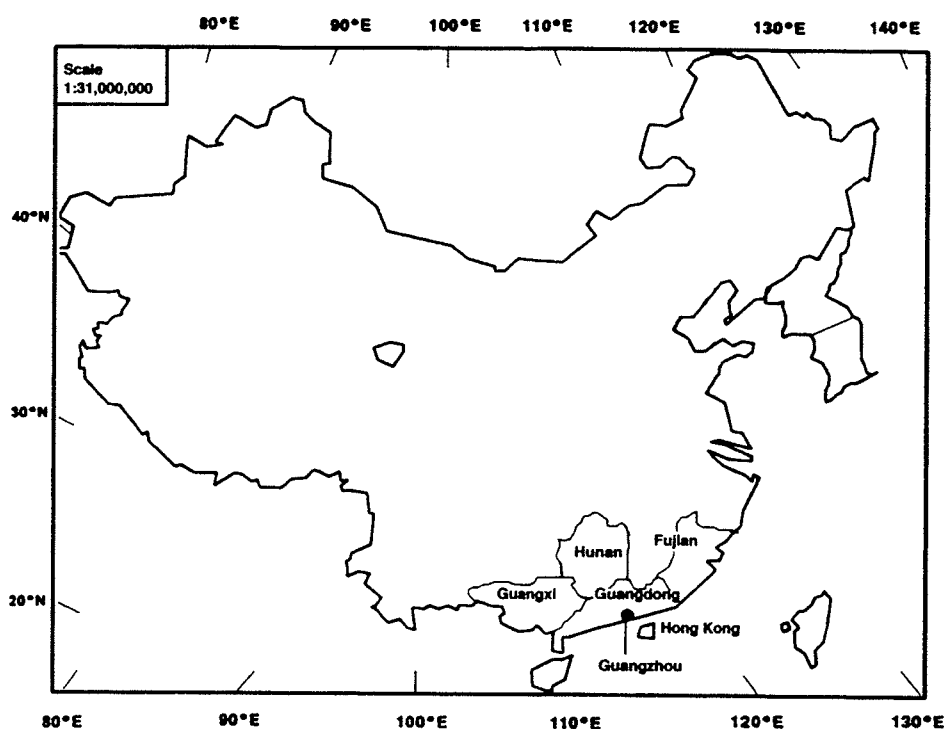 80°E 90°E 100°E 110°E 120°E 130°E 140°E
Scale
1:31,000,000
40°N
30°N
20°N
Hunan
Fujian
Guangxi
Guangdong
Hong Kong
Guangzhou
80°E 90°E 100°E 110°E 120°E 130°E